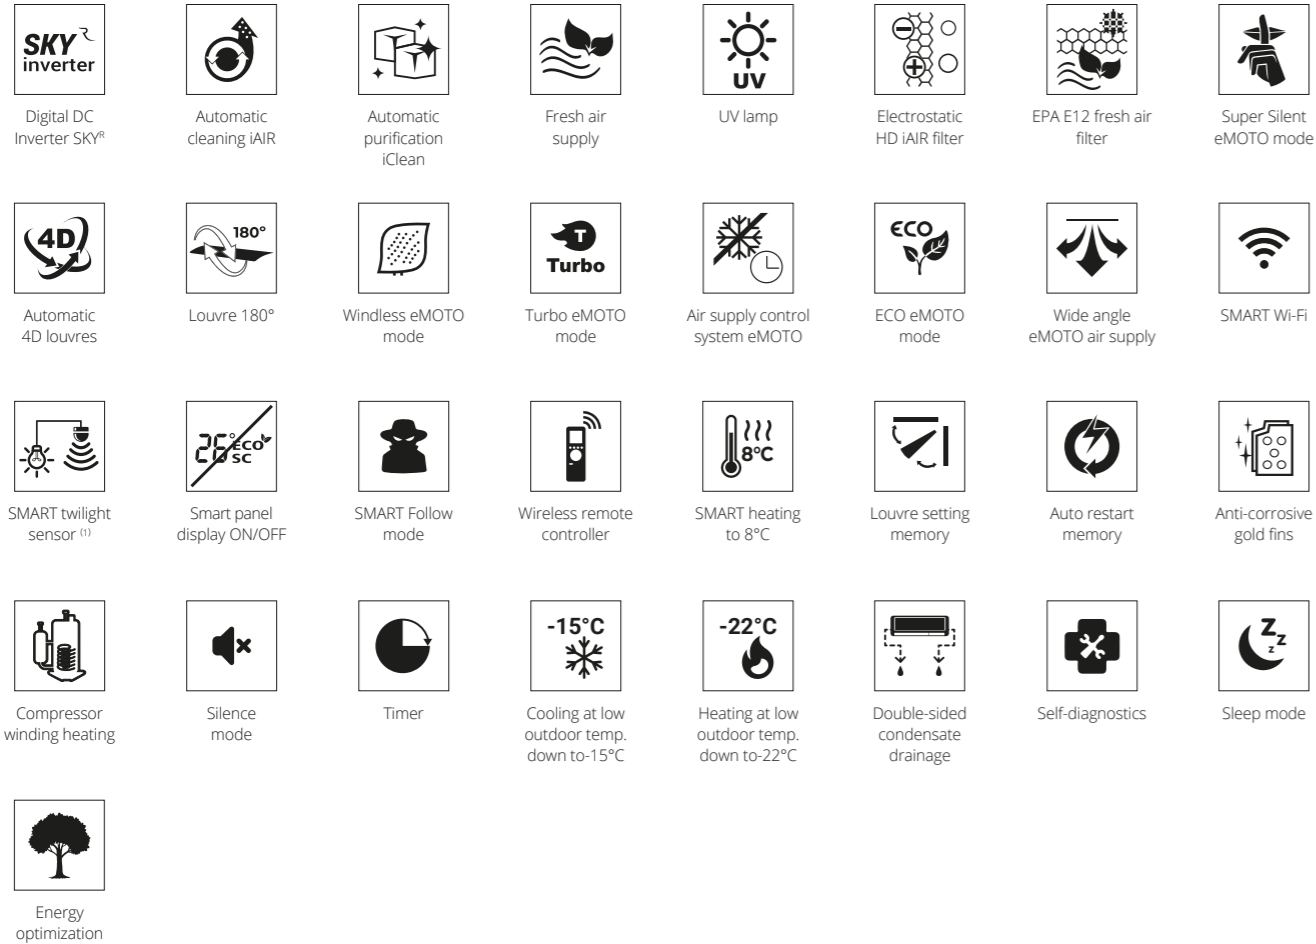 SKY R
inverter
Digital DC
Inverter SKYR
Automatic
cleaning iAIR
Automatic
purification
iClean
Fresh air
supply
UV
UV lamp
Electrostatic
HD iAIR filter
EPA E12 fresh air
filter
Super Silent
eMOTO mode
4D
Automatic
4D louvres
180°
Louvre 180°
Windless eMOTO
mode
T
Turbo
Turbo eMOTO
mode
Air supply control
system eMOTO
ECO
ECO eMOTO
mode
Wide angle
eMOTO air supply
SMART Wi-Fi
SMART twilight
sensor (1)
26° ECO
SC
Smart panel
display ON/OFF
SMART Follow
mode
Wireless remote
controller
8°C
SMART heating
to 8°C
Louvre setting
memory
Auto restart
memory
Anti-corrosive
gold fins
Compressor
winding heating
Silence
mode
Timer
-15°C
Cooling at low
outdoor temp.
down to-15°C
-22°C
Heating at low
outdoor temp.
down to-22°C
Double-sided
condensate
drainage
Self-diagnostics
Z z z
Sleep mode
Energy
optimization